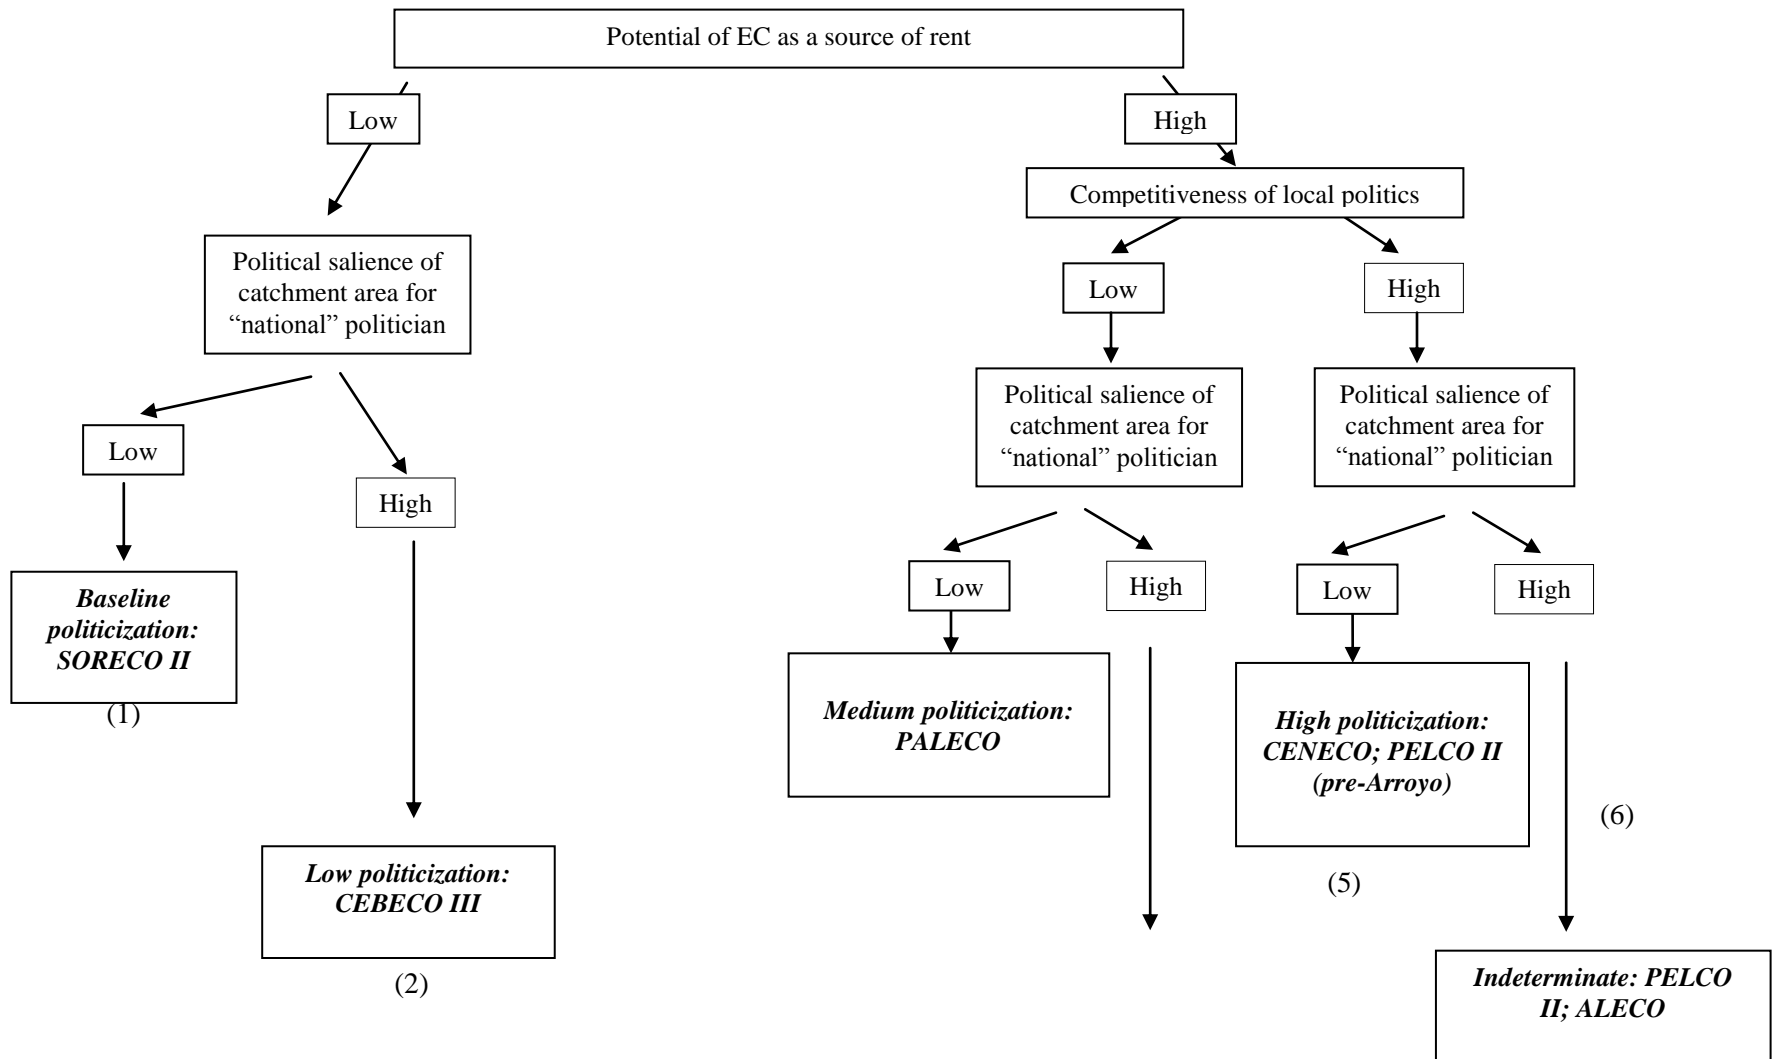 Potential of EC as a source of rent
Low
High
Competitiveness of local politics
Political salience of
catchment area for
“national” politician
Low
High
Low
High
Political salience of
catchment area for
“national” politician
Political salience of
catchment area for
“national” politician
Low
High
Low
High
Baseline
politicization:
SORECO II
(1)
Medium politicization:
PALECO
High politicization:
CENECO; PELCO II
(pre-Arroyo)
(6)
(5)
Low politicization:
CEBECO III
(2)
Indeterminate: PELCO
II; ALECO